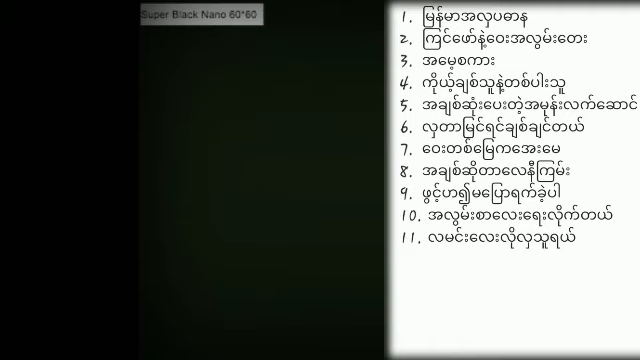 Super Black Nano 60*60
1. မြန်မာအလှပဓာန
2. ကြင်ဖော်နဲ့ဝေးအလွမ်းတေး
3. အမေ့စကား
4. ကိုယ့်ချစ်သူနဲ့တစ်ပါးသူ
5. အချစ်ဆုံးပေးတဲ့အမုန်းလက်ဆောင်
6. လှတာမြင်ရင်ချစ်ချင်တယ်
7. ဝေးတစ်မြေကအေးမေ
8. အချစ်ဆိုတာလေနီကြမ်း
9. ဖွင့်ဟ၍မပြောရက်ခဲ့ပါ
10. အလွမ်းစာလေးရေးလိုက်တယ်
11. လမင်းလေးလိုလှသူရယ်